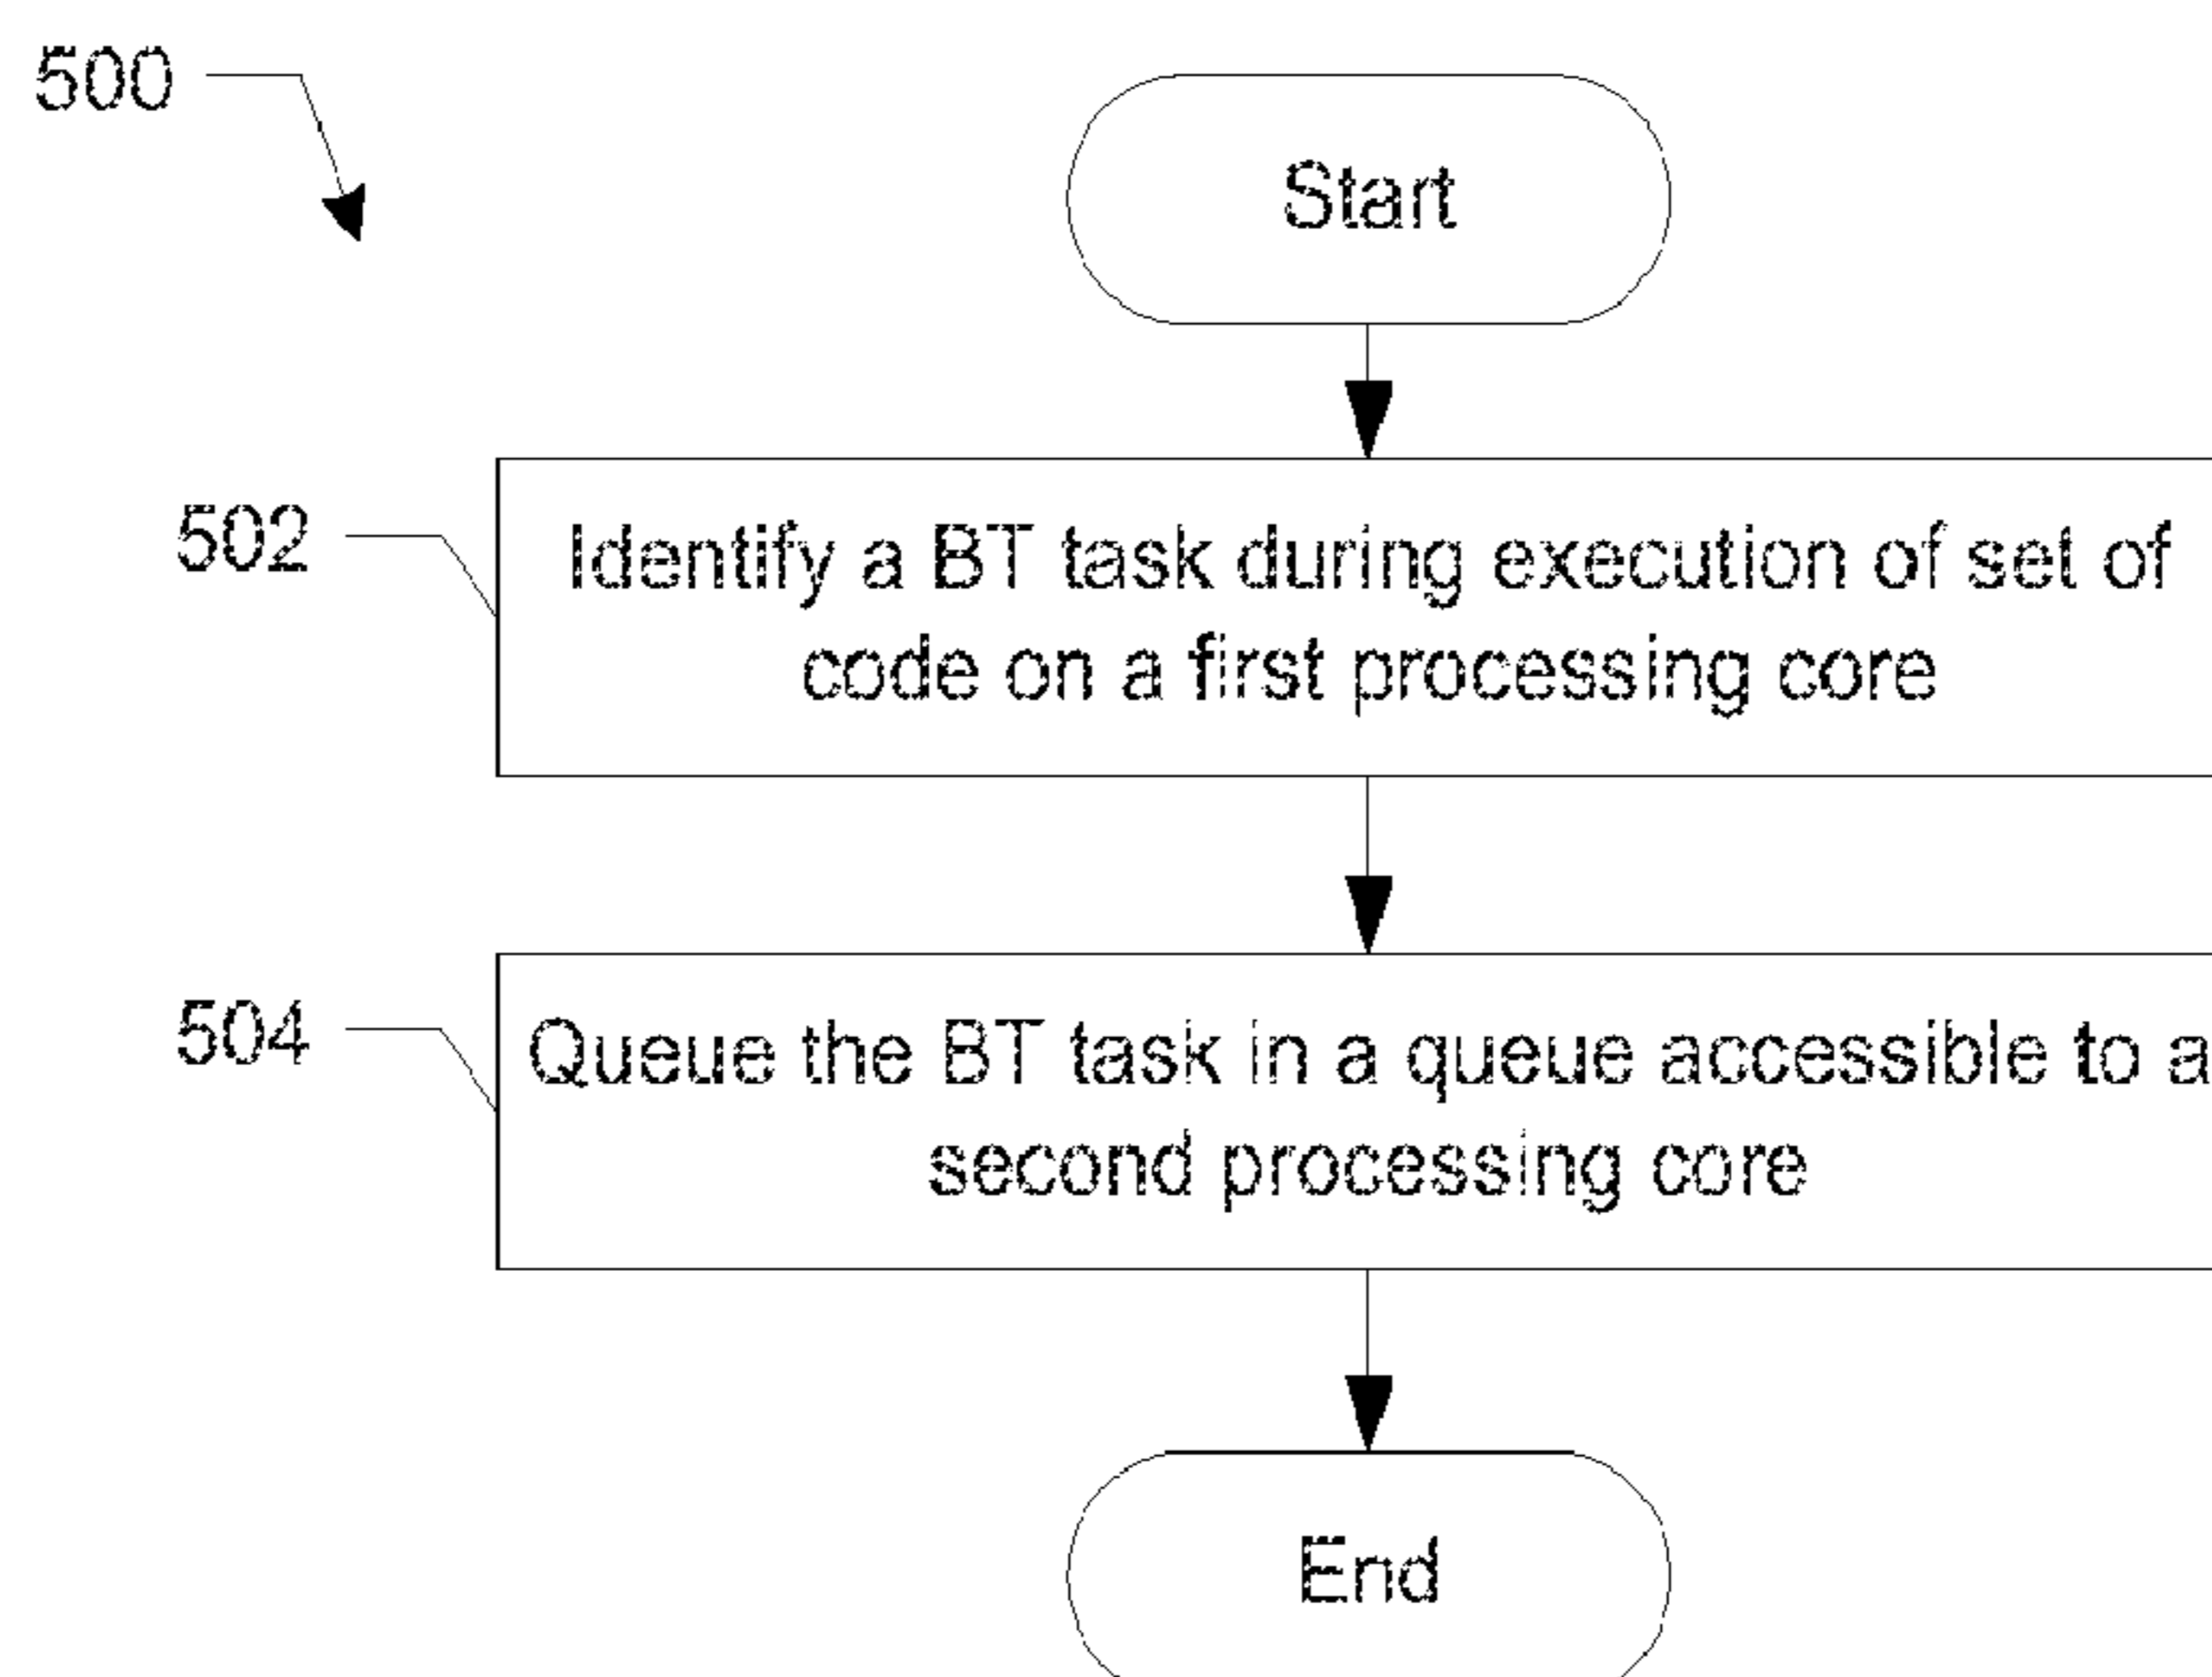 500
Start
502
Identify a BT task during execution of set of
code on a first processing core
504
Queue the BT task in a queue accessible to a
second processing core
End